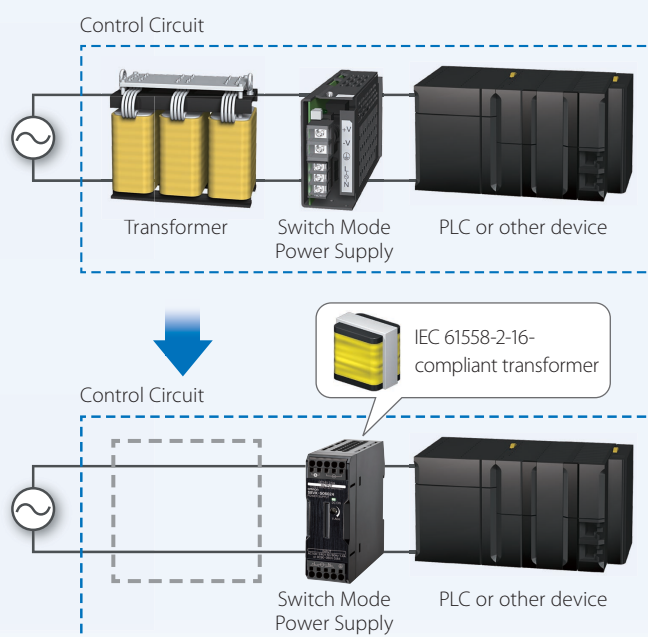 Control Circuit
+V
-V
L
N
Transformer
Switch Mode
Power Supply
PLC or other device
IEC 61558-2-16-
compliant transformer
Control Circuit
Switch Mode
Power Supply
PLC or other device